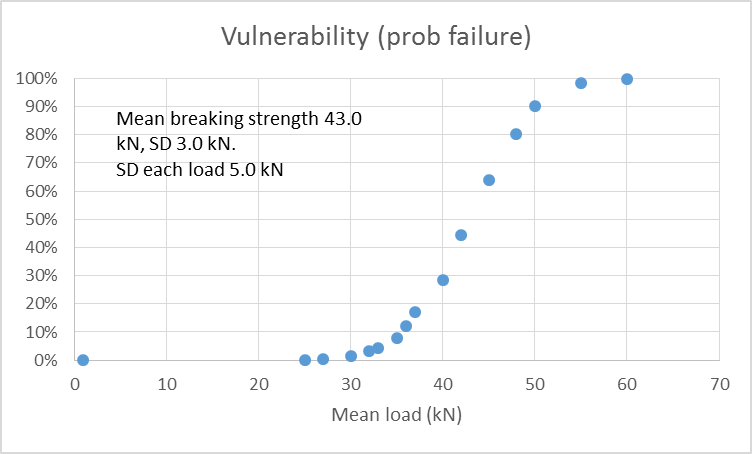 Vulnerability (prob failure)
100%
90%
80%
70%
60%
50%
40%
30%
20%
10%
0%
Mean breaking strength 43.0
kN, SD 3.0 kN.
SD each load 5.0 kN
0 10 20 30 40 50 60 70
Mean load (kN)